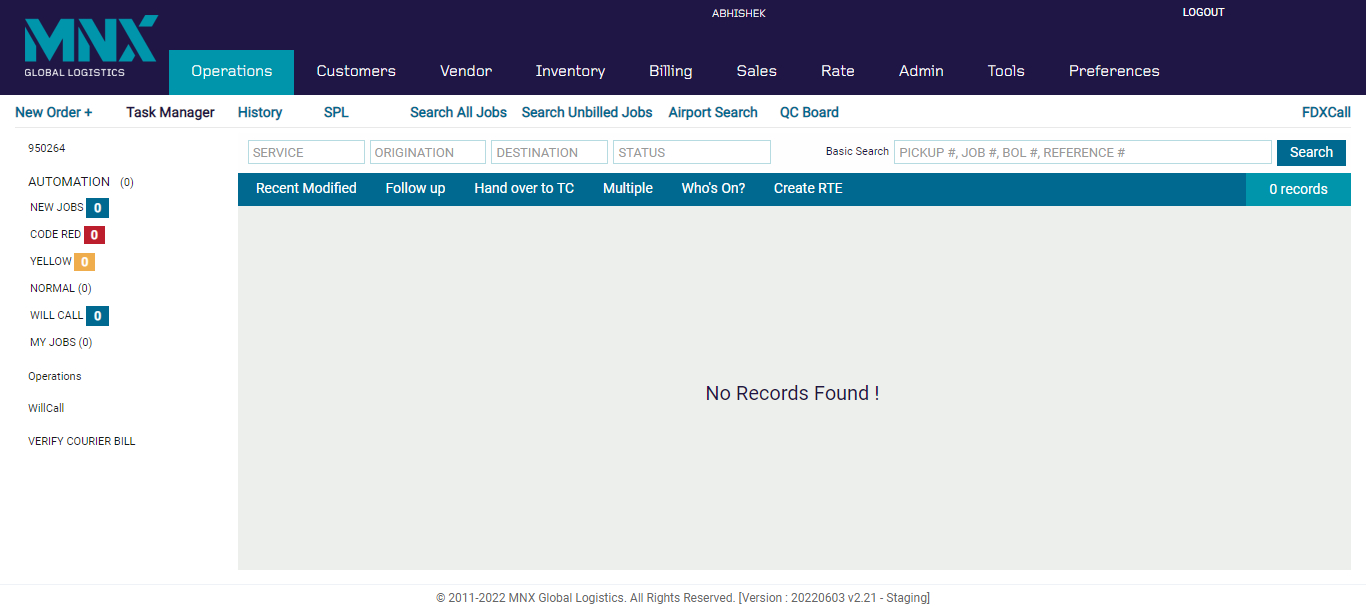 ABHISHEK
LOGOUT
MNX
GLOBAL LOGISTICS
Operations Customers Vendor Inventory Billing Sales Rate Admin Tools Preferences
New Order + Task Manager History SPL Search All Jobs Search Unbilled Jobs Airport Search QC Board FDXCall
950264
AUTOMATION (0)
NEW JOBS 0
CODE RED 0
YELLOW 0
NORMAL (0)
WILL CALL 0
MY JOBS (0)
Operations
WillCall
VERIFY COURIER BILL
SERVICE ORIGINATION DESTINATION STATUS Basic Search PICKUP #, JOB #, BOL #, REFERENCE # Search
Recent Modified Follow up Hand over to TC Multiple Who's On? Create RTE 0 records
No Records Found !
© 2011-2022 MNX Global Logistics. All Rights Reserved. [Version : 20220603 v2.21 - Staging]